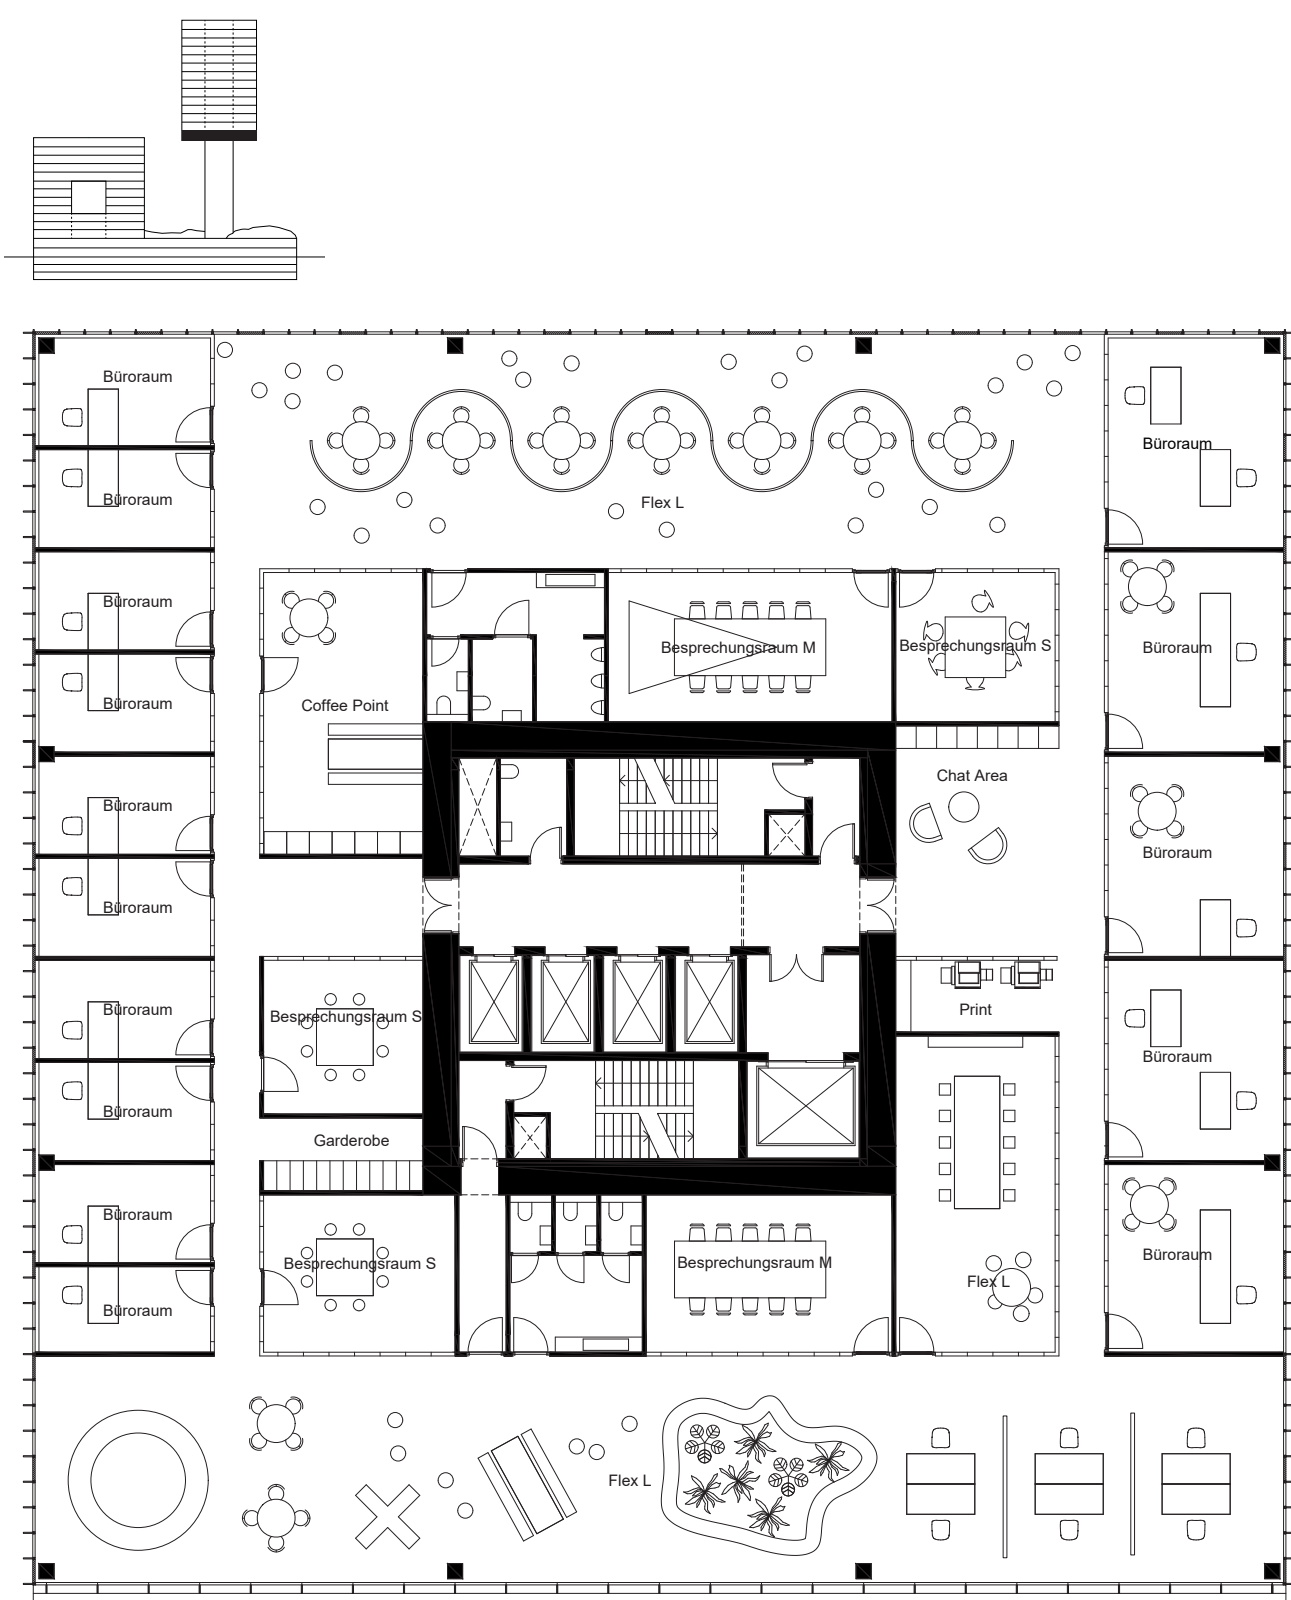 Büroraum
Büroraum
Büroraum
Büroraum
Flex L
Büroraum
Büroraum
Besprechungsraum M
Besprechungsraum S
Büroraum
Coffee Point
Chat Area
Büroraum
Büroraum
Büroraum
Büroraum
Besprechungsraum S
Print
Büroraum
Büroraum
Garderobe
Büroraum
Besprechungsraum S
Besprechungsraum M
Flex L
Büroraum
Büroraum
Flex L